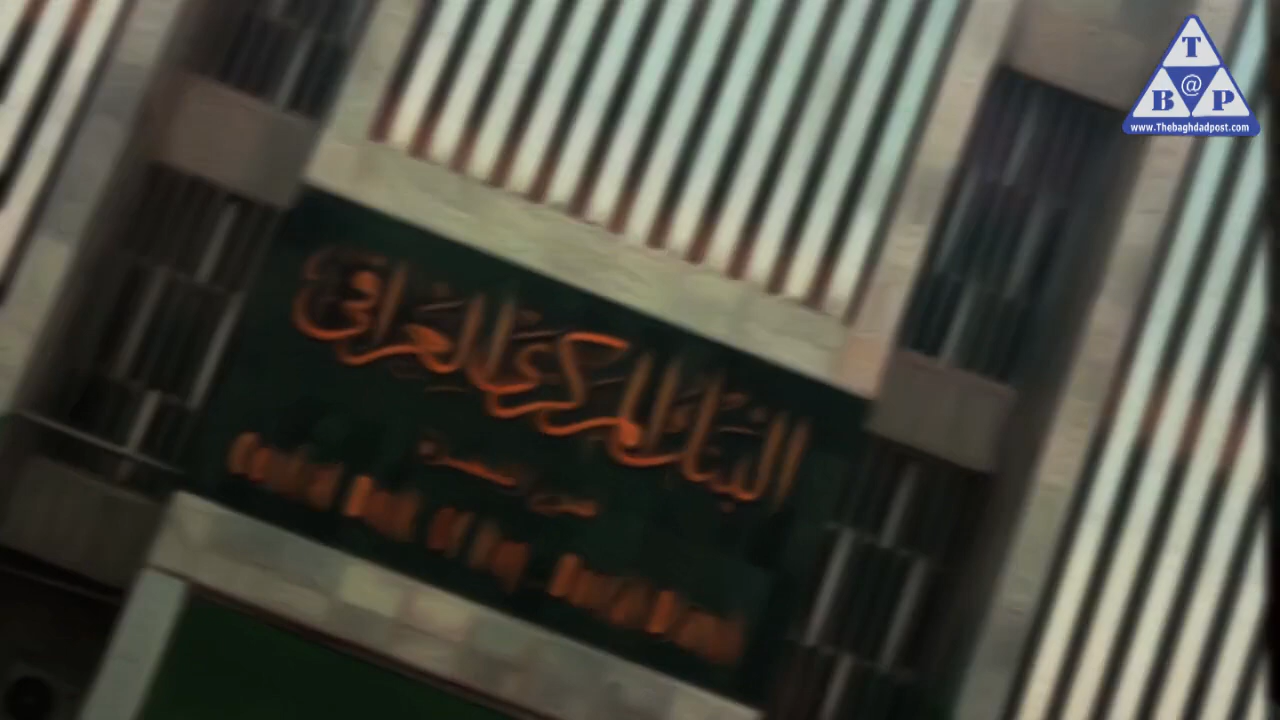 البنك المركزي العراقي
Central Bank Of Iraq
T
@
B P
www.Thebaghdadpost.com